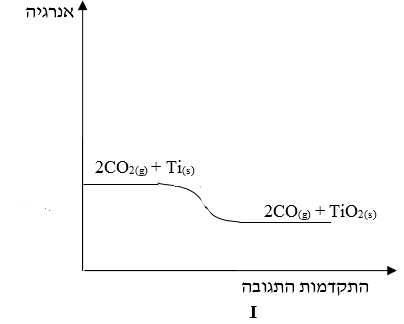 אנרגיה
2CO₂(g) + Ti(s)
2CO(g) + TiO₂(s)
התקדמות התגובה
I